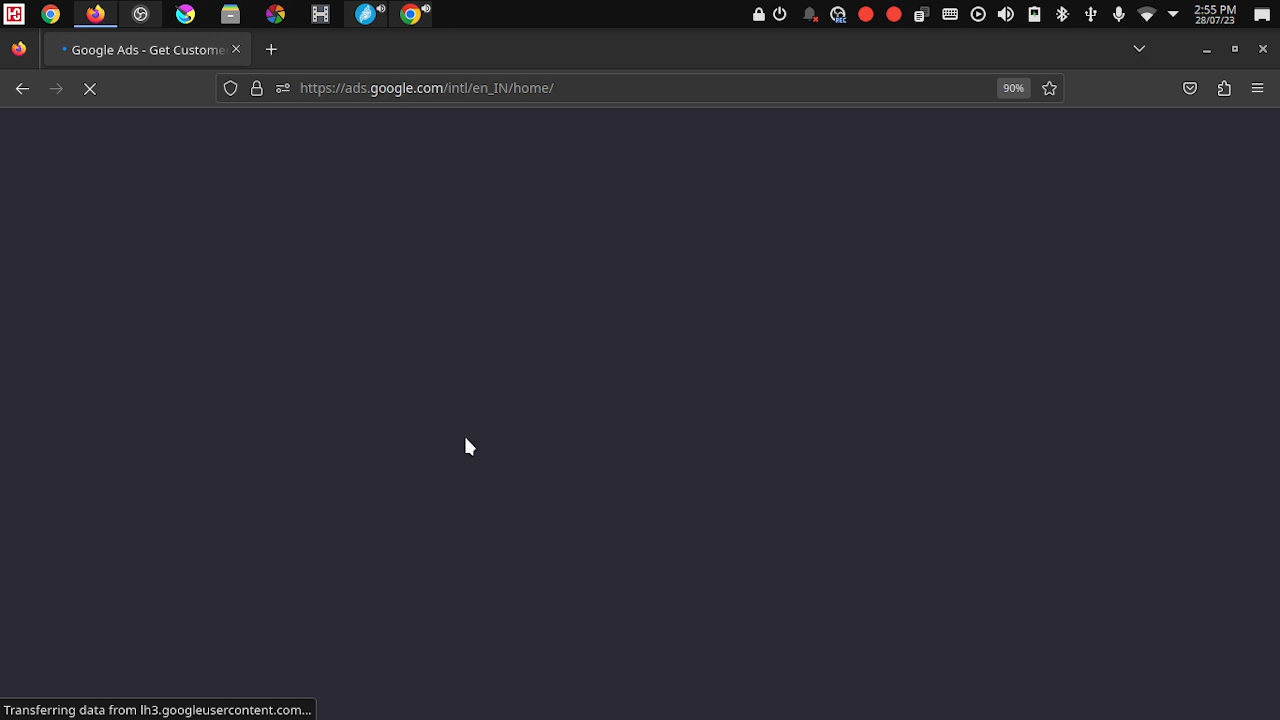 2:55 PM
28/07/23
Google Ads - Get Custome
https://ads.google.com/intl/en_IN/home/
90%
Transferring data from lh3.googleusercontent.com...